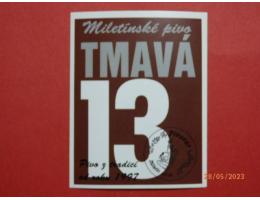 Miletínské pivo
TMAVÁ
13
Pivo z tradicí
od roku 1997
28/05/2023